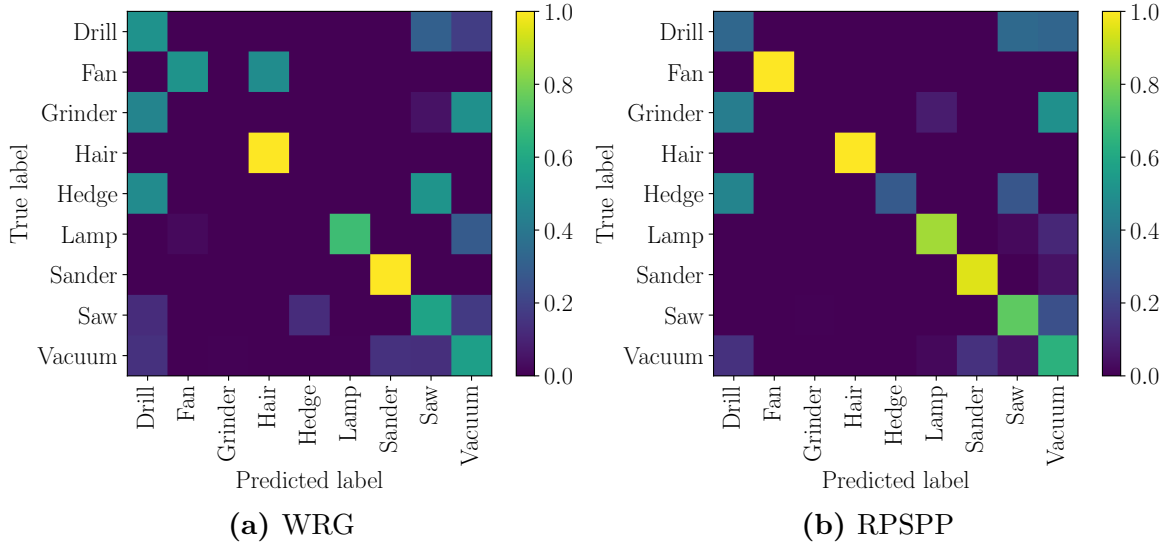 True label
Drill
Fan
Grinder
Hair
Hedge
Lamp
Sander
Saw
Vacuum
Drill
Fan
Grinder
Hair
Hedge
Lamp
Sander
Saw
Vacuum
Predicted label
1.0
0.8
0.6
0.4
0.2
0.0
(a) WRG
True label
Drill
Fan
Grinder
Hair
Hedge
Lamp
Sander
Saw
Vacuum
Drill
Fan
Grinder
Hair
Hedge
Lamp
Sander
Saw
Vacuum
Predicted label
1.0
0.8
0.6
0.4
0.2
0.0
(b) RPSPP